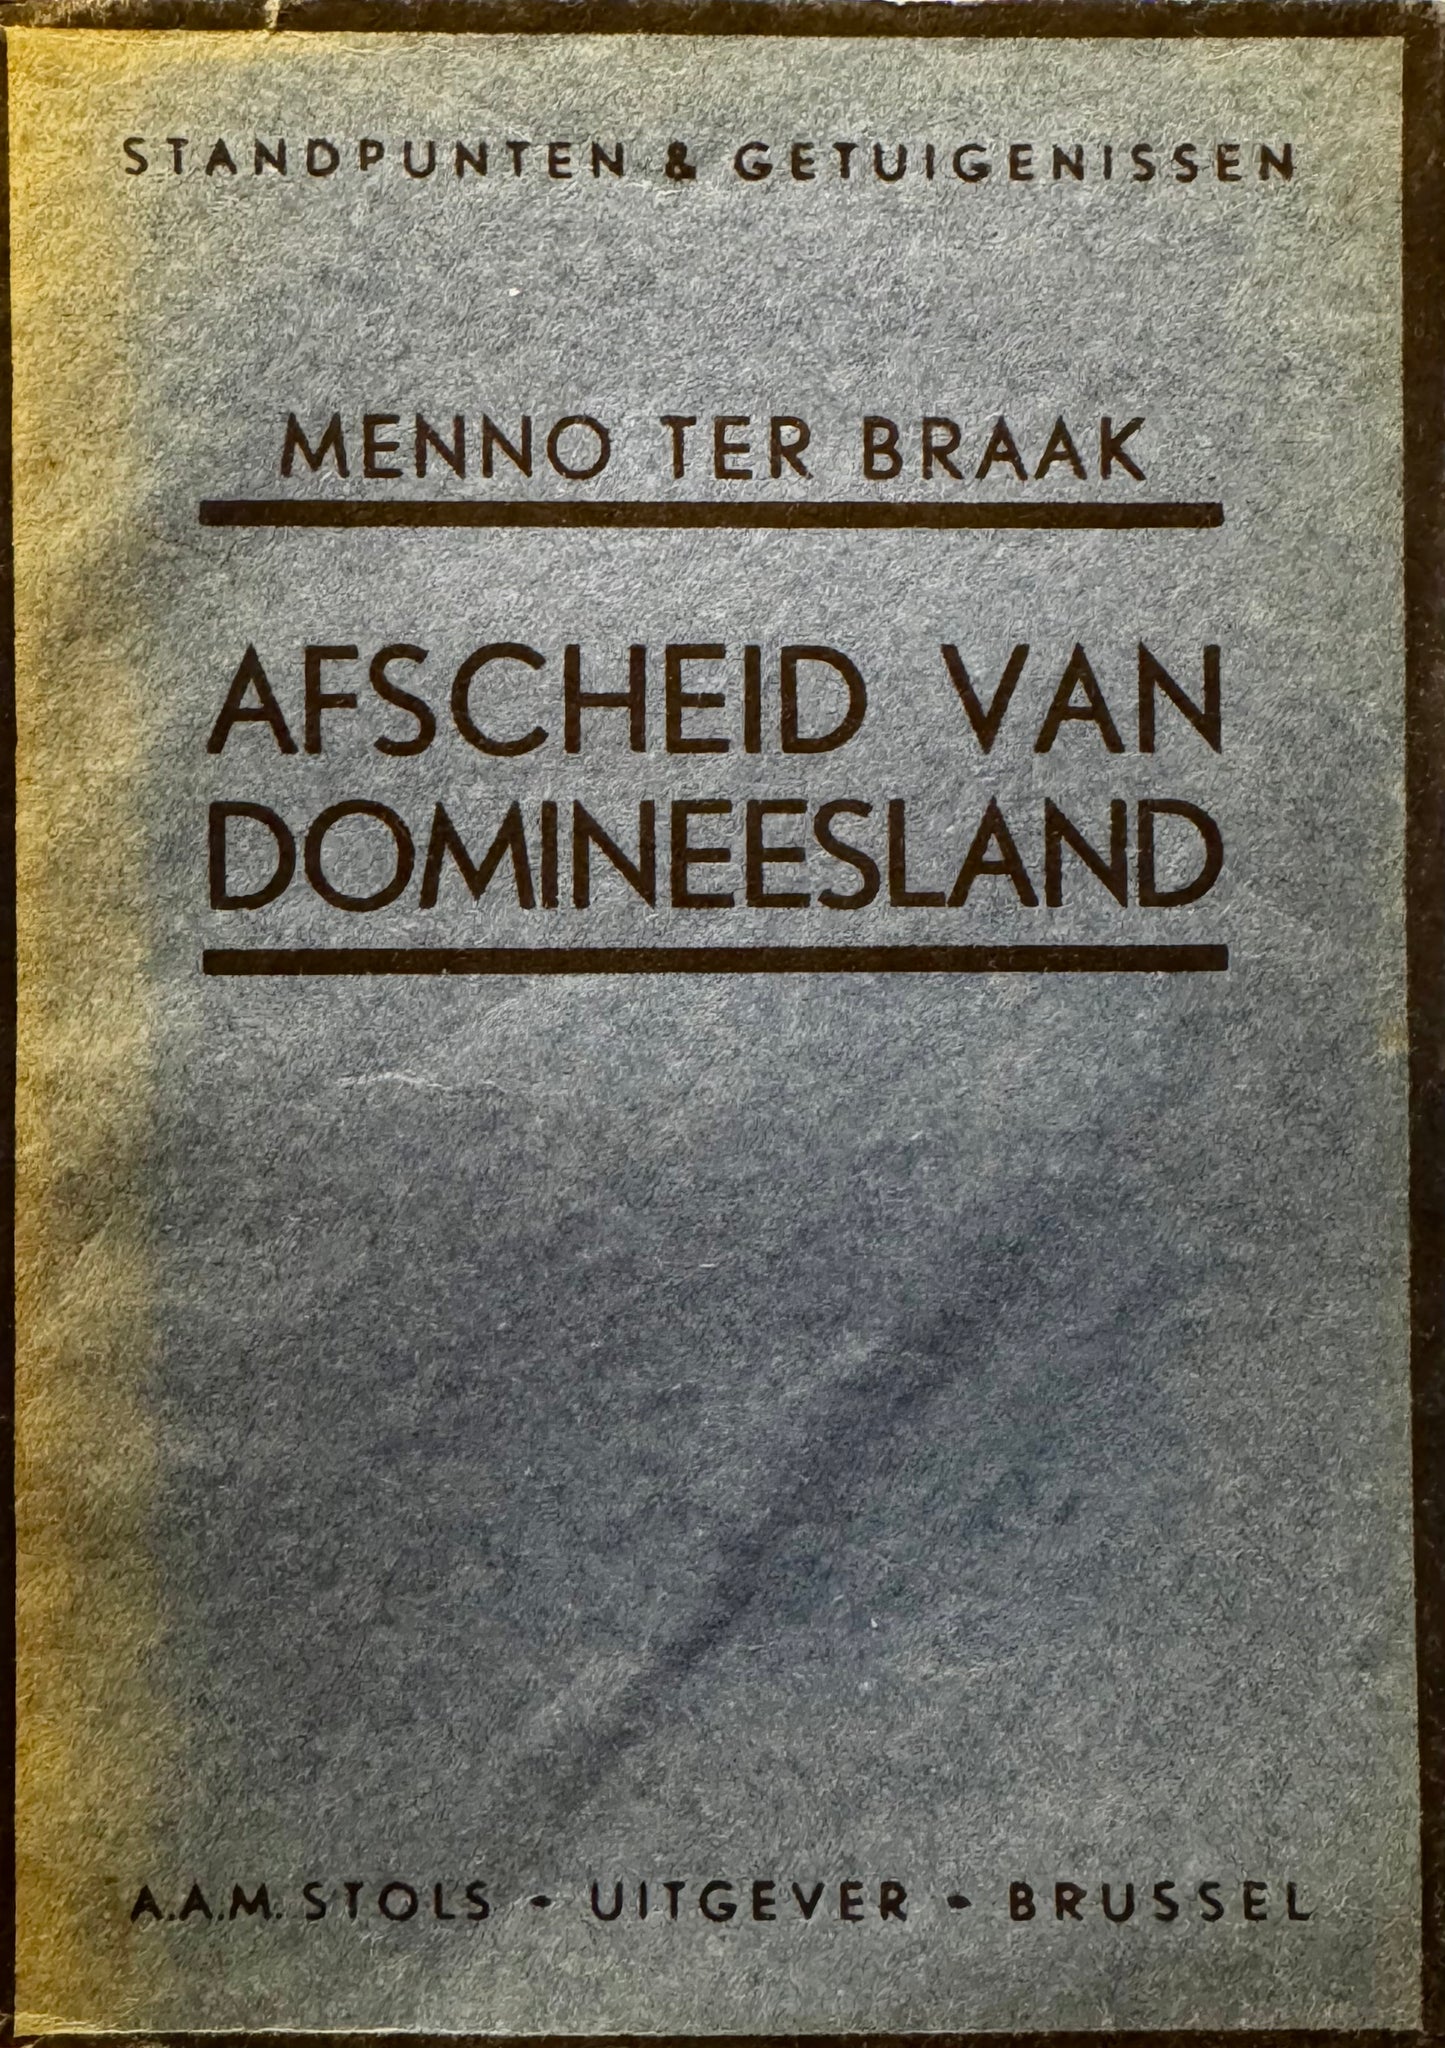 STANDPUNTEN & GETUIGENISSEN
MENNO TER BRAAK
AFSCHEID VAN
DOMINEESLAND
A.A.M. STOLS - UITGEVER - BRUSSEL